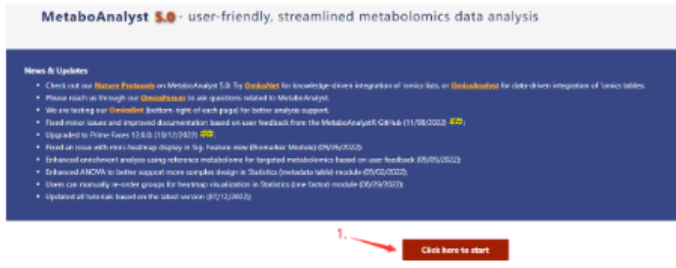 MetaboAnalyst 5.0 - user-friendly, streamlined metabolomics data analysis
News & Updates
• Check out our Nature Protocols on MetaboAnalyst 5.0: Try OmicsNet for knowledge-driven integration of 'omics lists, or OmicsAnalyst for data-driven integration of 'omics tables;
• Please reach us through our OmicsForum to ask questions related to MetaboAnalyst.
• We are testing our OmicsBot (bottom-right of each page) for better analysis support.
• Fixed minor issues and improved documentation based on user feedback from the MetaboAnalystR GitHub (11/08/2022) ;
• Upgraded to Prime Faces 12.0.0; (10/12/2022) ;
• Fixed an issue with mini-heatmap display in Sig. Feature view (Biomarker Module) (09/26/2022);
• Enhanced enrichment analysis using reference metabolome for targeted metabolomics based on user feedback (09/09/2022);
• Enhanced ANOVA to better support more complex design in Statistics (metadata table) module (09/02/2022);
• Users can manually re-order groups for heatmap visualization in Statistics (one factor) module (08/29/2022);
• Updated all tutorials based on the latest version (07/12/2022);
1.
Click here to start